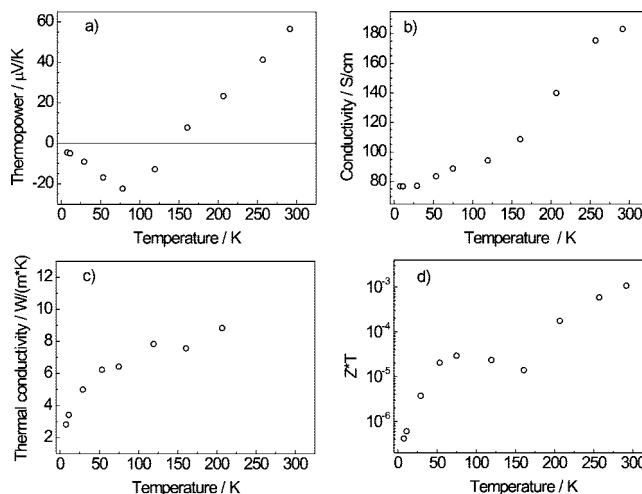 a)
Thermopower / µV/K
60
40
20
0
-20
0 50 100 150 200 250 300
Temperature / K
b)
Conductivity / S/cm
180
160
140
120
100
80
60
0 50 100 150 200 250 300
Temperature / K
c)
Thermal conductivity / W/(m*K)
12
10
8
6
4
2
0 50 100 150 200 250 300
Temperature / K
d)
Z*T
10⁻³
10⁻⁴
10⁻⁵
10⁻⁶
0 50 100 150 200 250 300
Temperature / K